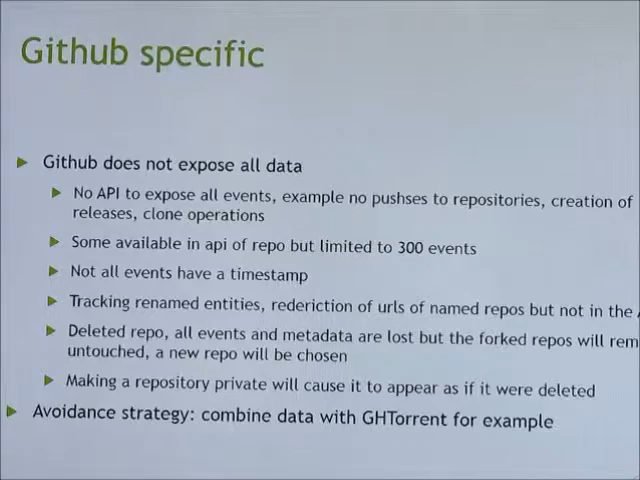 Github specific
Github does not expose all data
No API to expose all events, example no pushses to repositories, creation of
releases, clone operations
Some available in api of repo but limited to 300 events
Not all events have a timestamp
Tracking renamed entities, rederiction of urls of named repos but not in the
Deleted repo, all events and metadata are lost but the forked repos will rem
untouched, a new repo will be chosen
Making a repository private will cause it to appear as if it were deleted
Avoidance strategy: combine data with GHTorrent for example